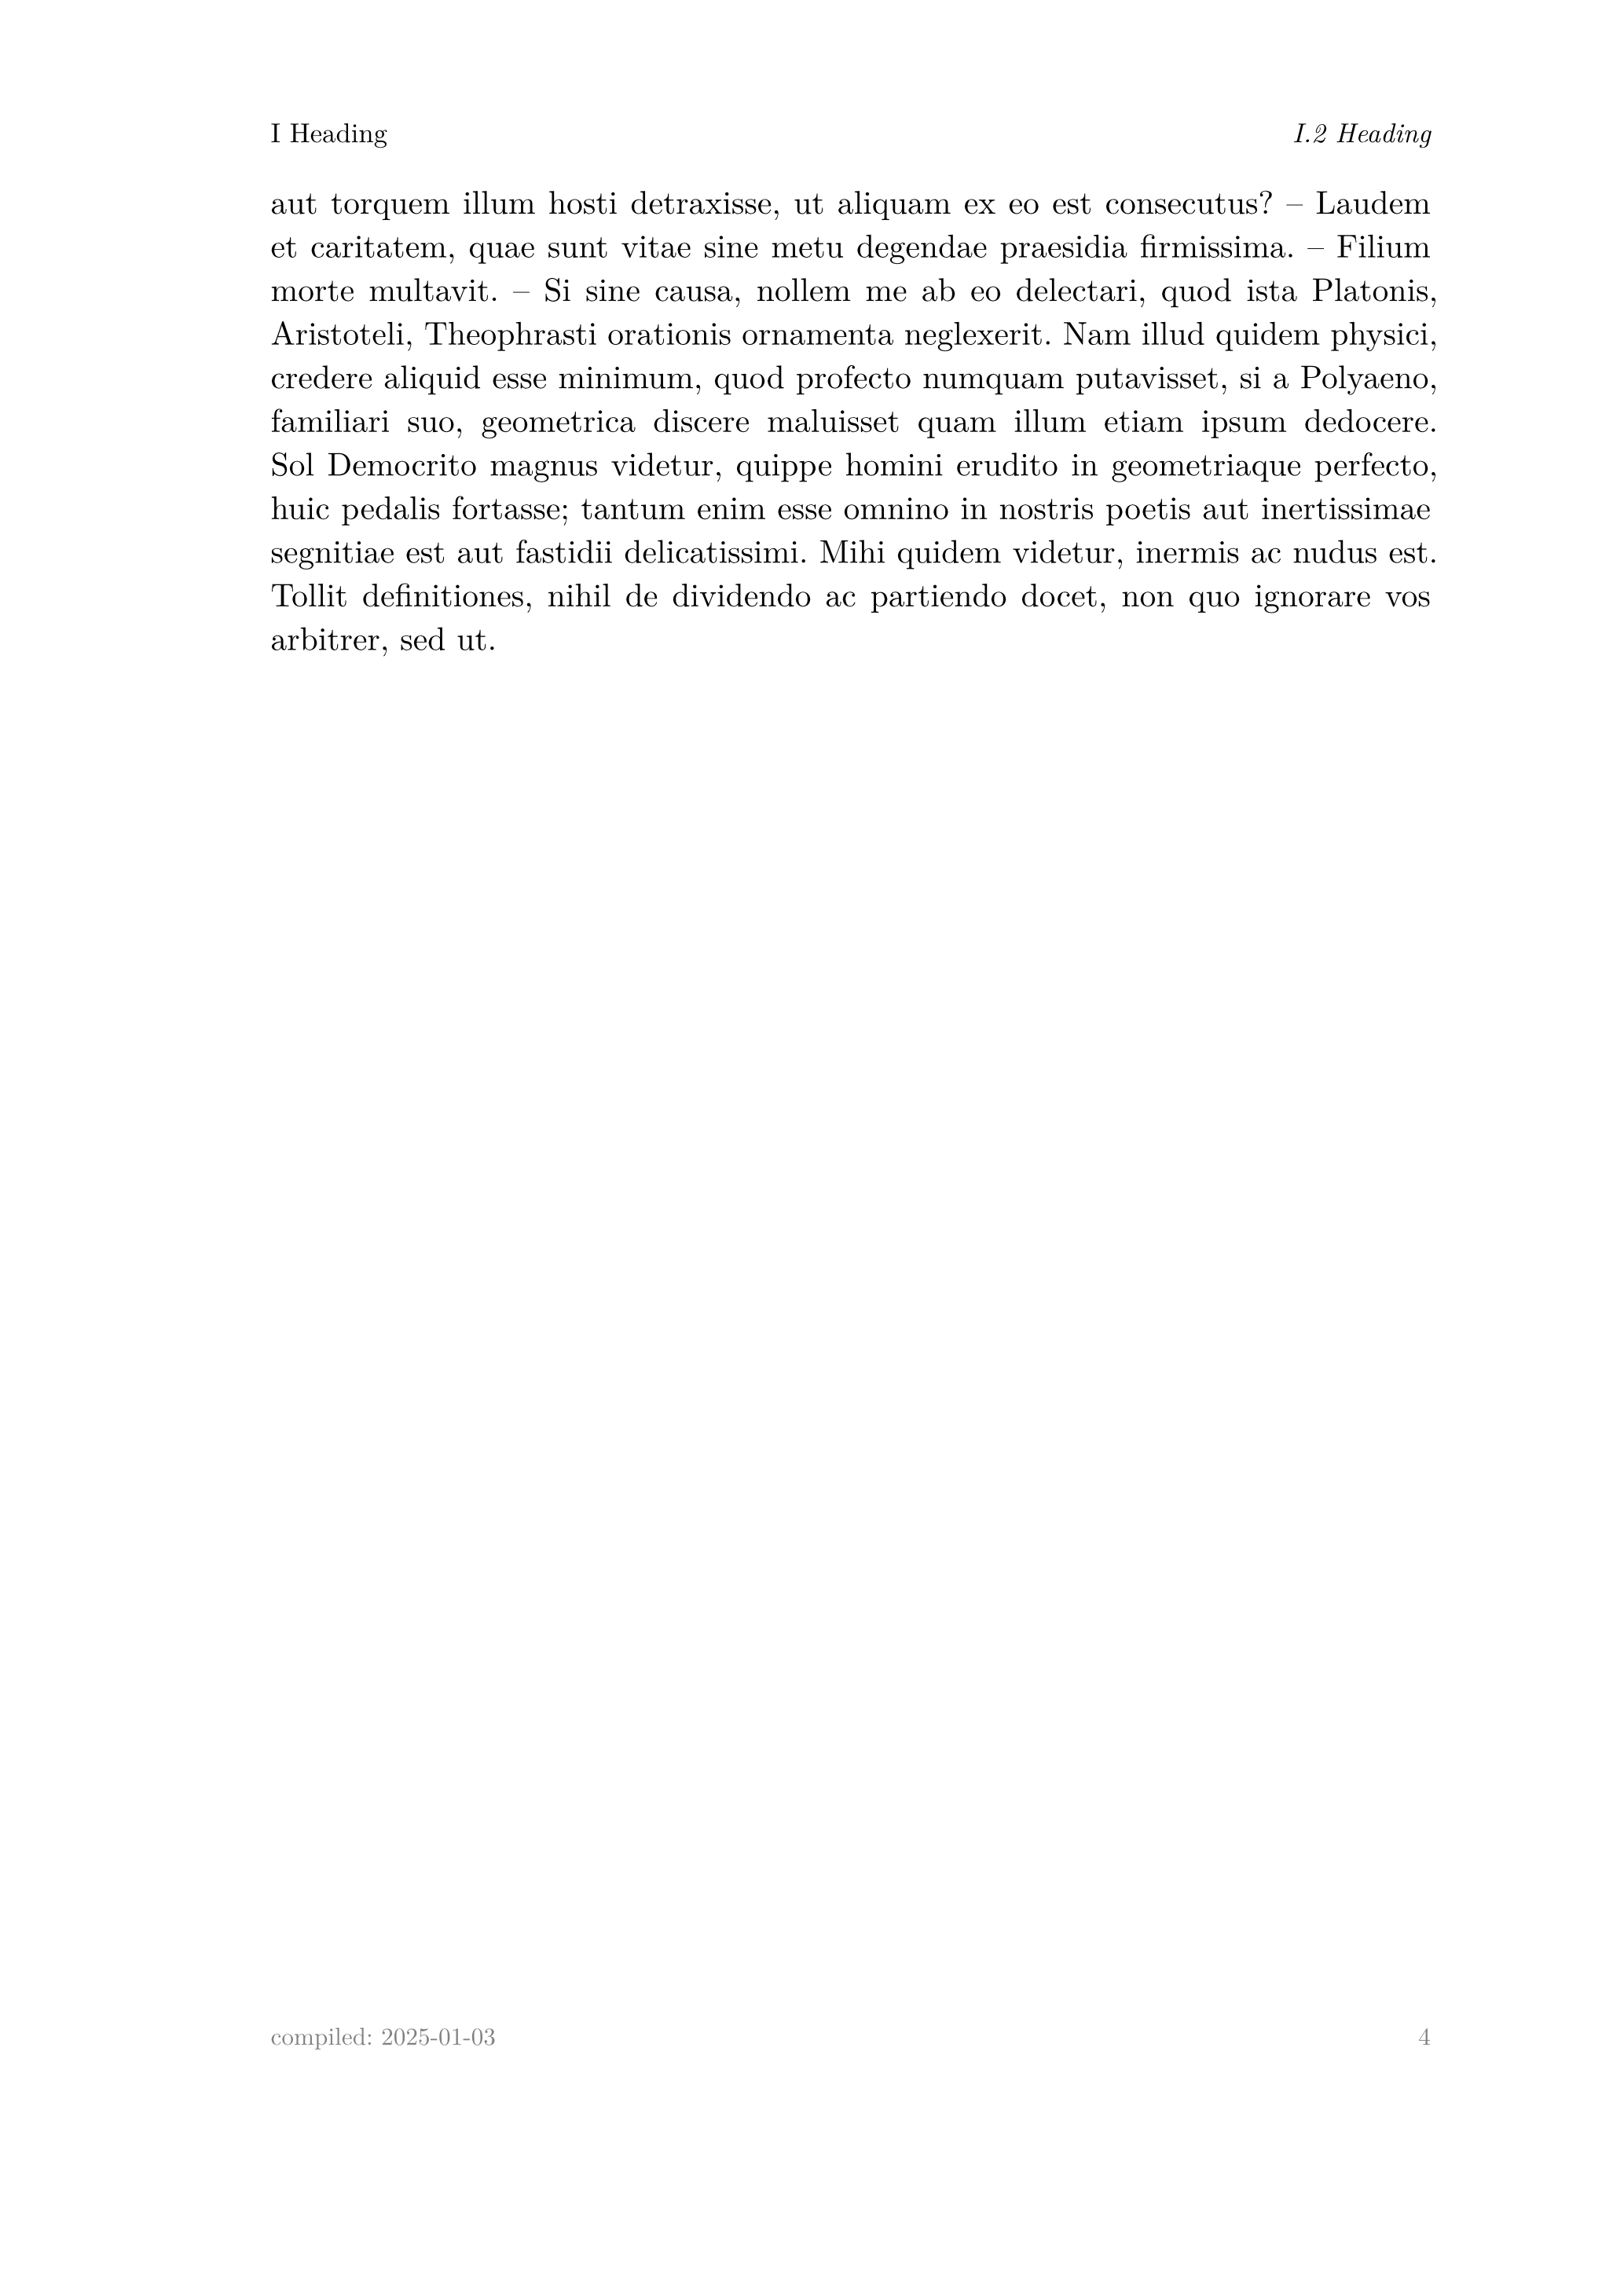 I Heading
I.2 Heading
aut torquem illum hosti detraxisse, ut aliquam ex eo est consecutus? – Laudem
et caritatem, quae sunt vitae sine metu degendae praesidia firmissima. – Filium
morte multavit. – Si sine causa, nollem me ab eo delectari, quod ista Platonis,
Aristoteli, Theophrasti orationis ornamenta neglexerit. Nam illud quidem physici,
credere aliquid esse minimum, quod profecto numquam putavisset, si a Polyaeno,
familiari suo, geometrica discere maluisset quam illum etiam ipsum dedocere.
Sol Democrito magnus videtur, quippe homini erudito in geometriaque perfecto,
huic pedalis fortasse; tantum enim esse omnino in nostris poetis aut inertissimae
segnitiae est aut fastidii delicatissimi. Mihi quidem videtur, inermis ac nudus est.
Tollit definitiones, nihil de dividendo ac partiendo docet, non quo ignorare vos
arbitrer, sed ut.
compiled: 2025-01-03
4